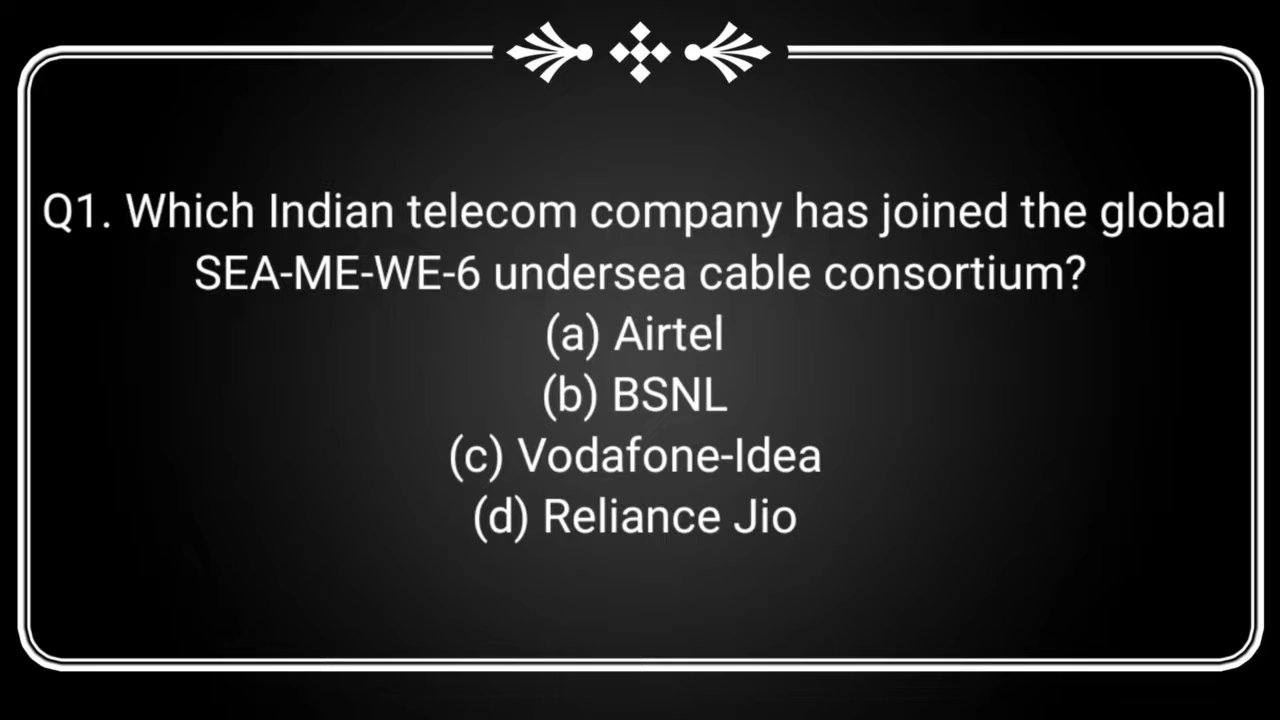 Q1. Which Indian telecom company has joined the global
SEA-ME-WE-6 undersea cable consortium?
(a) Airtel
(b) BSNL
(c) Vodafone-Idea
(d) Reliance Jio